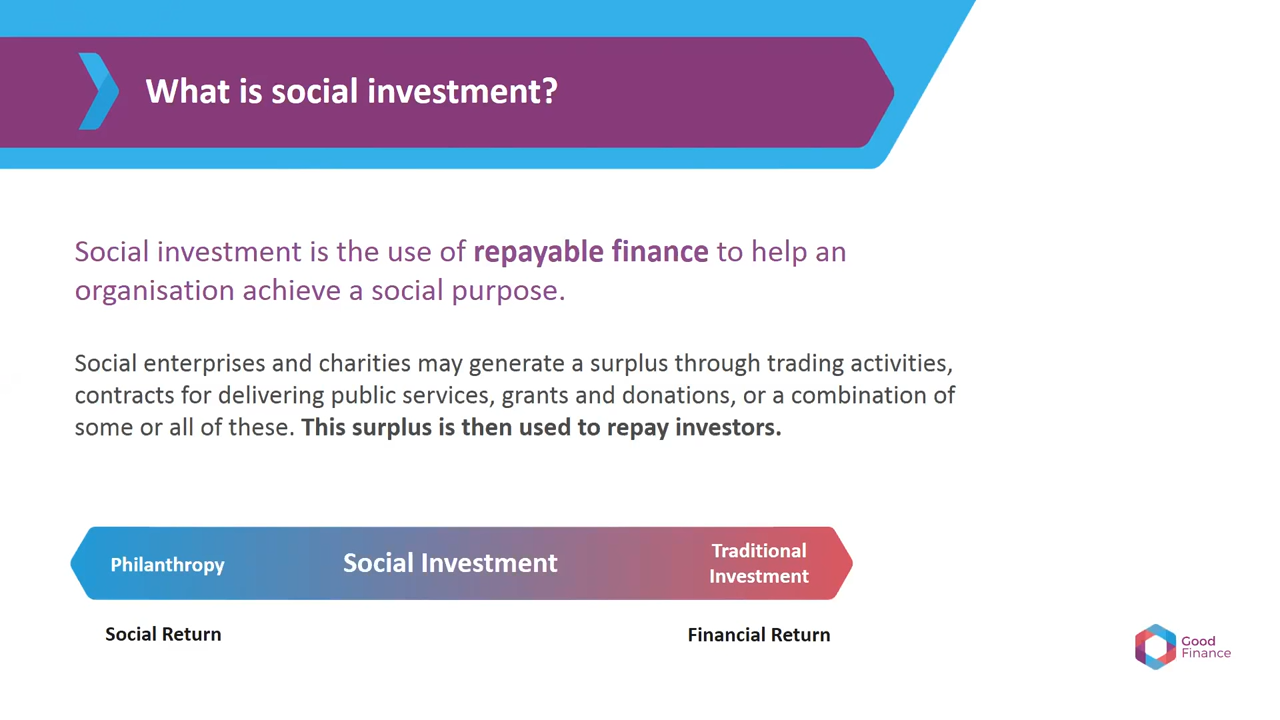 What is social investment?
Social investment is the use of repayable finance to help an
organisation achieve a social purpose.
Social enterprises and charities may generate a surplus through trading activities,
contracts for delivering public services, grants and donations, or a combination of
some or all of these. This surplus is then used to repay investors.
Philanthropy
Social Investment
Traditional
Investment
Social Return
Financial Return
Good
Finance